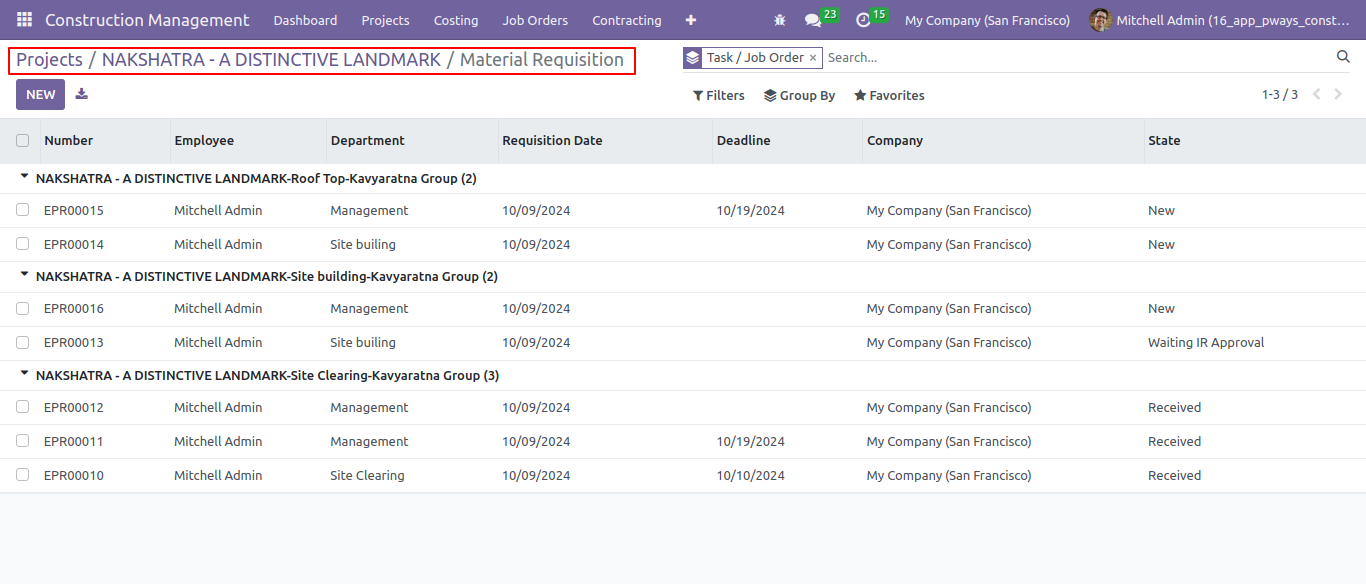 Construction Management Dashboard Projects Costing Job Orders Contracting + 23 15 My Company (San Francisco) Mitchell Admin (16_app_pways_const...
Projects / NAKSHATRA - A DISTINCTIVE LANDMARK / Material Requisition Task / Job Order × Search...
NEW Filters Group By Favorites 1-3 / 3
Number Employee Department Requisition Date Deadline Company State
NAKSHATRA - A DISTINCTIVE LANDMARK-Roof Top-Kavyaratna Group (2)
EPR00015 Mitchell Admin Management 10/09/2024 10/19/2024 My Company (San Francisco) New
EPR00014 Mitchell Admin Site builing 10/09/2024 My Company (San Francisco) New
NAKSHATRA - A DISTINCTIVE LANDMARK-Site building-Kavyaratna Group (2)
EPR00016 Mitchell Admin Management 10/09/2024 My Company (San Francisco) New
EPR00013 Mitchell Admin Site builing 10/09/2024 My Company (San Francisco) Waiting IR Approval
NAKSHATRA - A DISTINCTIVE LANDMARK-Site Clearing-Kavyaratna Group (3)
EPR00012 Mitchell Admin Management 10/09/2024 My Company (San Francisco) Received
EPR00011 Mitchell Admin Management 10/09/2024 10/19/2024 My Company (San Francisco) Received
EPR00010 Mitchell Admin Site Clearing 10/09/2024 10/10/2024 My Company (San Francisco) Received